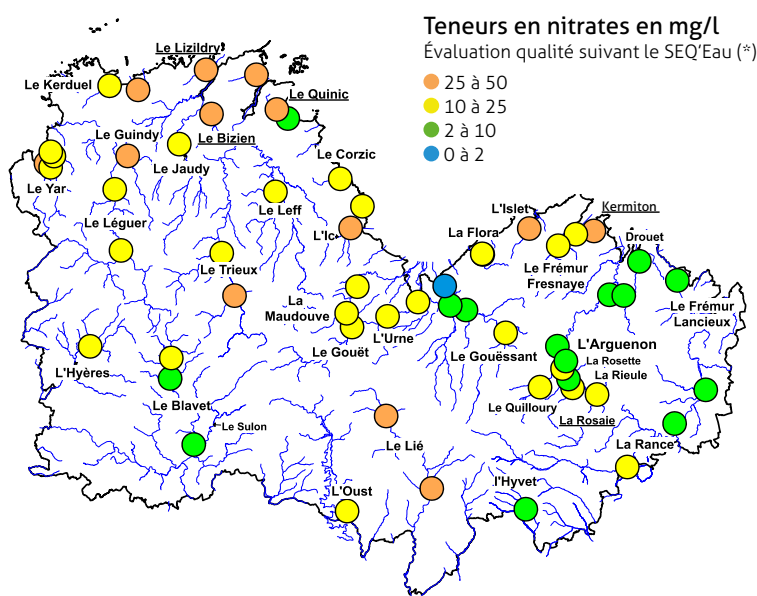 Teneurs en nitrates en mg/l
Évaluation qualité suivant le SEQ'Eau (*)
25 à 50
10 à 25
2 à 10
0 à 2
Le Lizildry
Le Kerduel
Le Quinic
Le Guindy
Le Bizien
Le Jaudy
Le Corzic
Le Yar
Le Léguer
Le Leff
L'Ic
L'Islet
Kermiton
La Flora
Drouet
Le Trieux
Le Frémur
Fresnaye
La
Maudouve
Le Frémur
Lancieux
L'Urne
Le Gouët
Le Gouëssant
L'Arguenon
La Rosette
La Rieule
L'Hyères
Le Blavet
Le Quilloury
La Rosaie
Le Sulon
Le Lié
La Rance
L'Oust
l'Hyvet